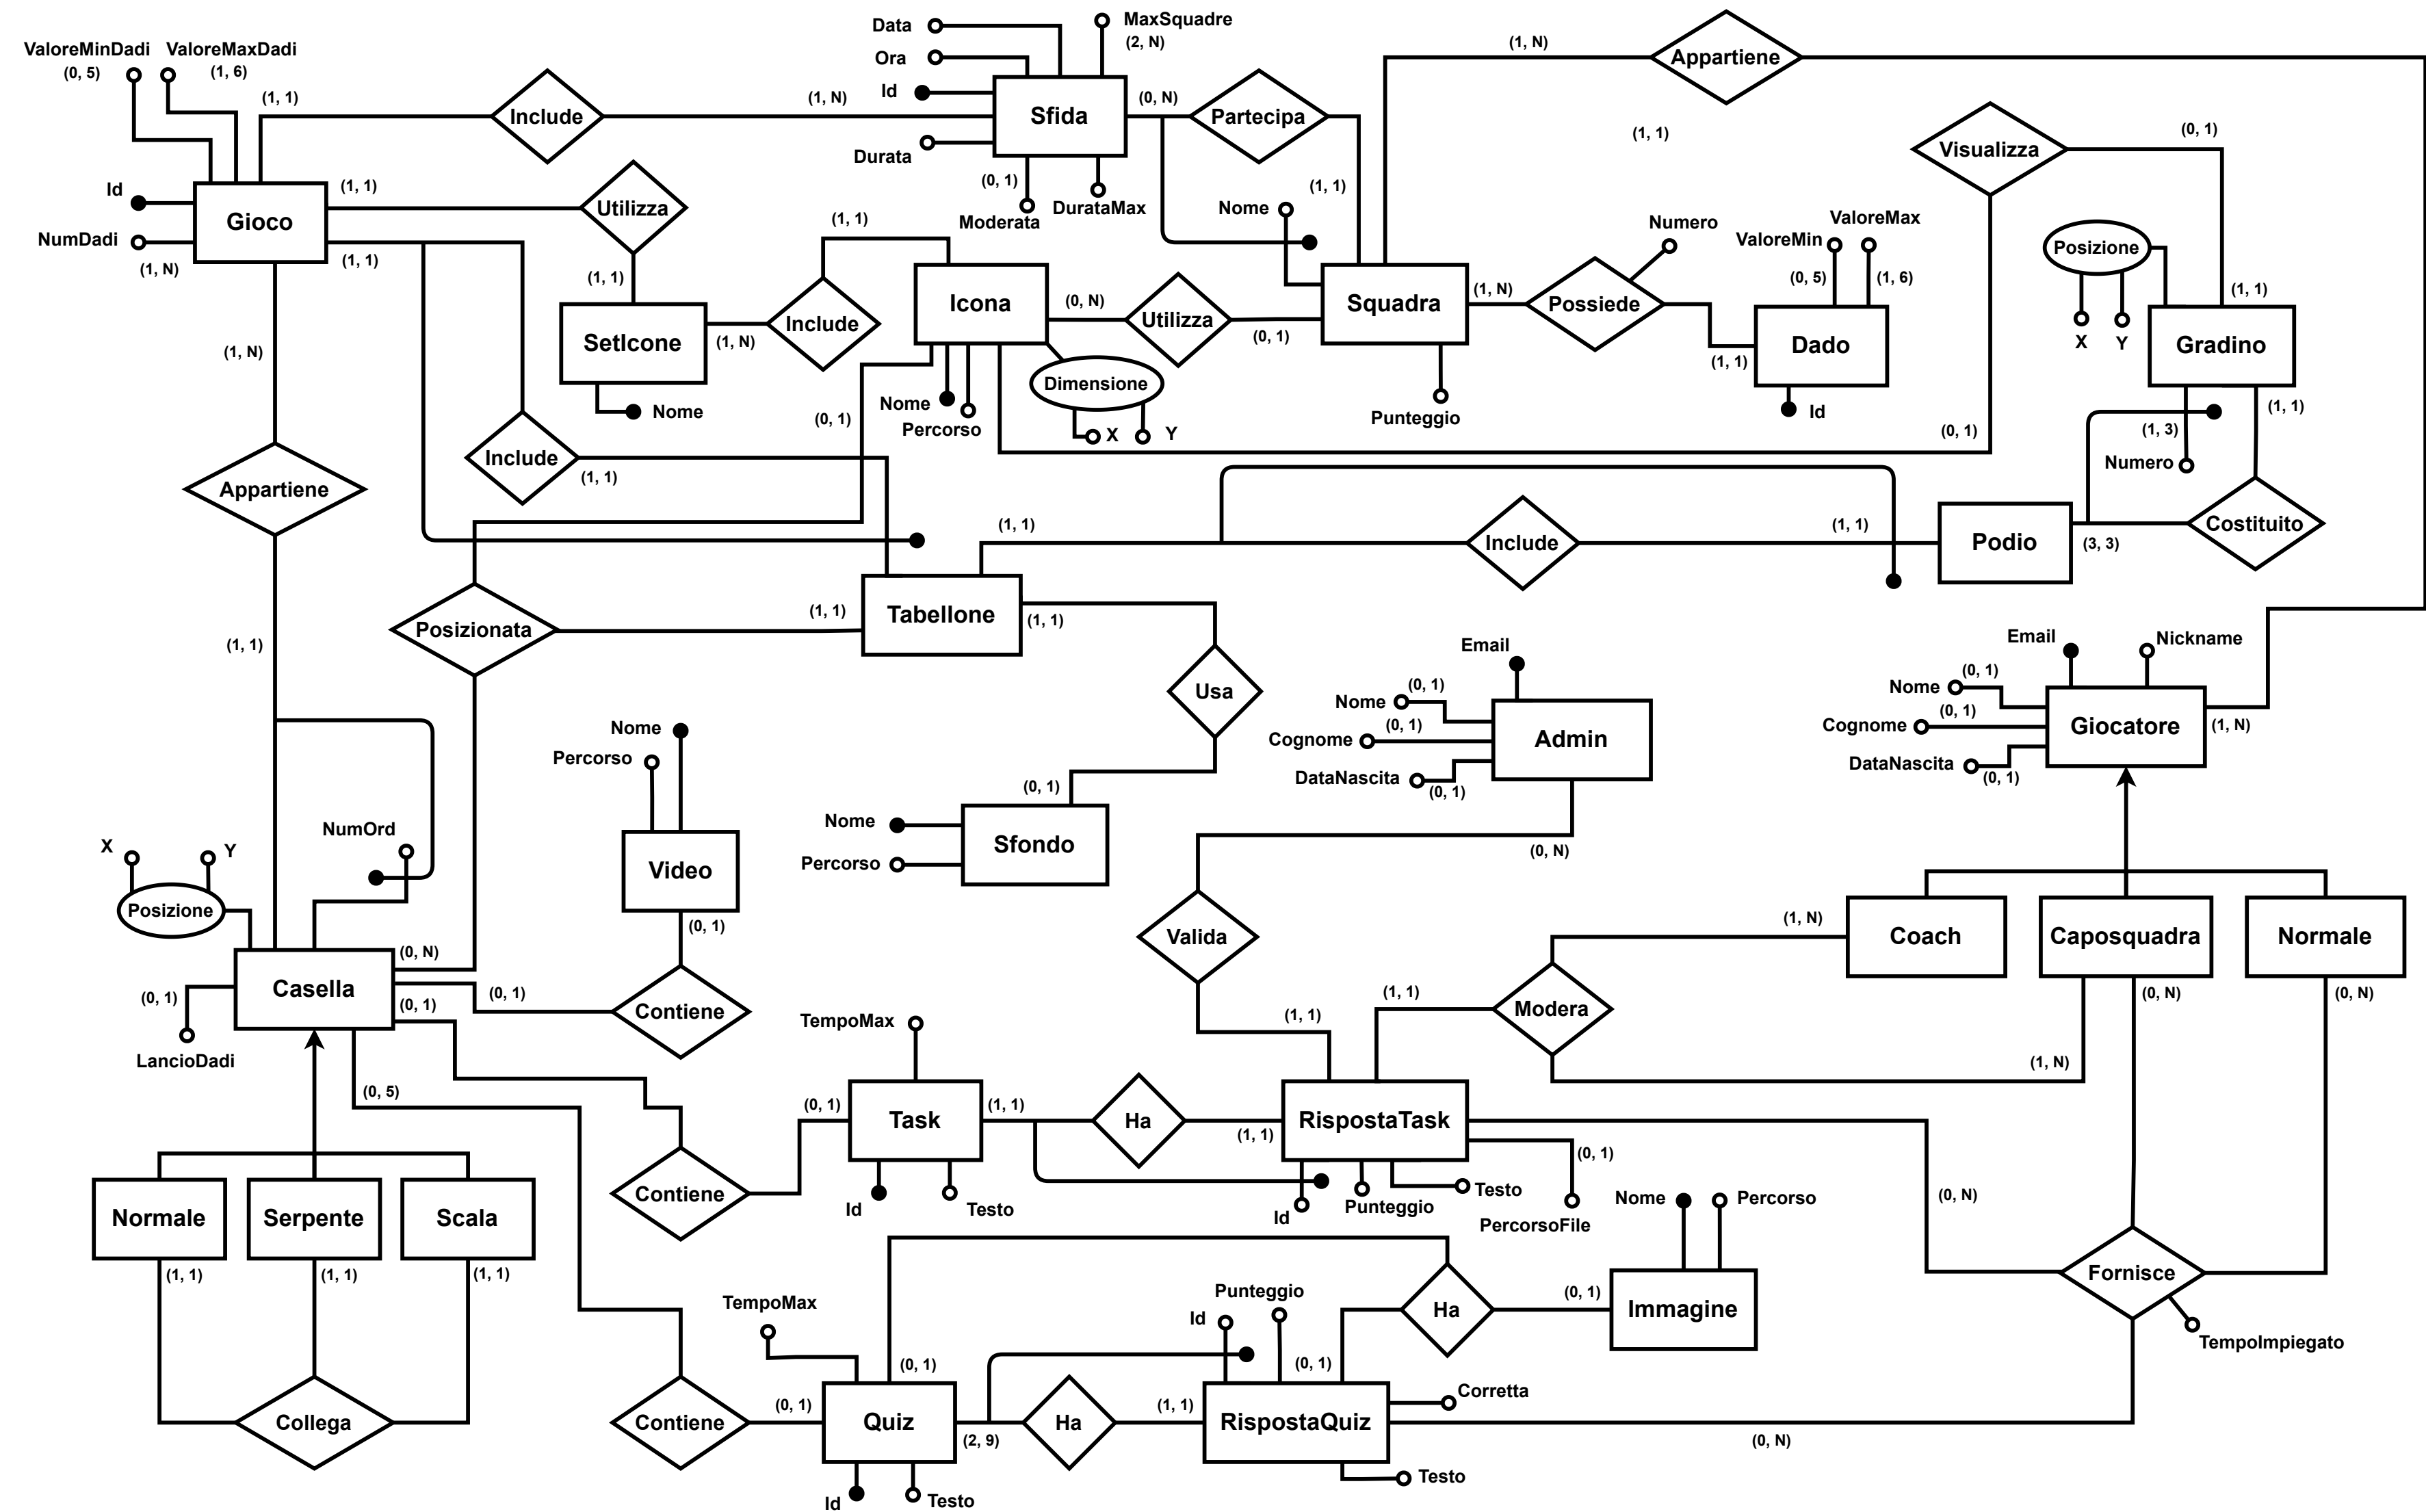 Data
MaxSquadre
(2, N)
ValoreMinDadi
(0, 5)
ValoreMaxDadi
(1, 6)
Ora
(1, N)
Appartiene
(1, 1)
Include
(1, N)
Id
Sfida
(0, N)
Partecipa
(1, 1)
Visualizza
(0, 1)
Durata
(0, 1)
Moderata
DurataMax
(1, 1)
Id
Gioco
(1, 1)
Utilizza
NumDadi
(1, N)
(1, 1)
(1, 1)
Nome
Numero
ValoreMin
(0, 5)
ValoreMax
(1, 6)
Posizione
X
Y
(1, 1)
(1, 1)
SetIcone
(1, N)
Include
Icona
(0, N)
Utilizza
(0, 1)
Squadra
(1, N)
Possiede
(1, 1)
Dado
Id
Gradino
(1, 1)
(1, N)
Nome
(0, 1)
Nome
Percorso
Dimensione
X
Y
Punteggio
(0, 1)
(1, 3)
Numero
Include
(1, 1)
Appartiene
(1, 1)
Include
(1, 1)
Podio
(3, 3)
Costituito
Posizionata
(1, 1)
Tabellone
(1, 1)
(1, 1)
Usa
Email
Nome
(0, 1)
Cognome
(0, 1)
DataNascita
(0, 1)
Admin
(0, N)
Email
Nickname
Nome
(0, 1)
Cognome
(0, 1)
DataNascita
(0, 1)
Giocatore
(1, N)
Nome
Percorso
Video
(0, 1)
(0, 1)
Nome
Percorso
Sfondo
NumOrd
X
Y
Posizione
Casella
(0, N)
(0, 1)
LancioDadi
(0, 1)
(0, 1)
Contiene
(0, 5)
Valida
(1, 1)
(1, N)
Coach
Caposquadra
Normale
(1, 1)
Modera
(0, N)
(0, N)
(1, N)
TempoMax
(0, 1)
Task
(1, 1)
Ha
(1, 1)
RispostaTask
(0, 1)
Contiene
Id
Testo
Id
Punteggio
Testo
PercorsoFile
(0, N)
Normale
Serpente
Scala
(1, 1)
(1, 1)
(1, 1)
Nome
Percorso
Fornisce
TempoImpiegato
TempoMax
Id
Punteggio
Ha
(0, 1)
Immagine
(0, 1)
(0, 1)
Corretta
Collega
Contiene
(0, 1)
Quiz
(2, 9)
Ha
(1, 1)
RispostaQuiz
(0, N)
Id
Testo
Testo